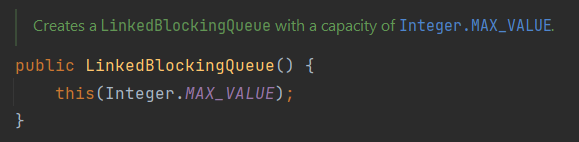 Creates a LinkedBlockingQueue with a capacity of Integer.MAX_VALUE.
public LinkedBlockingQueue() {
    this(Integer.MAX_VALUE);
}